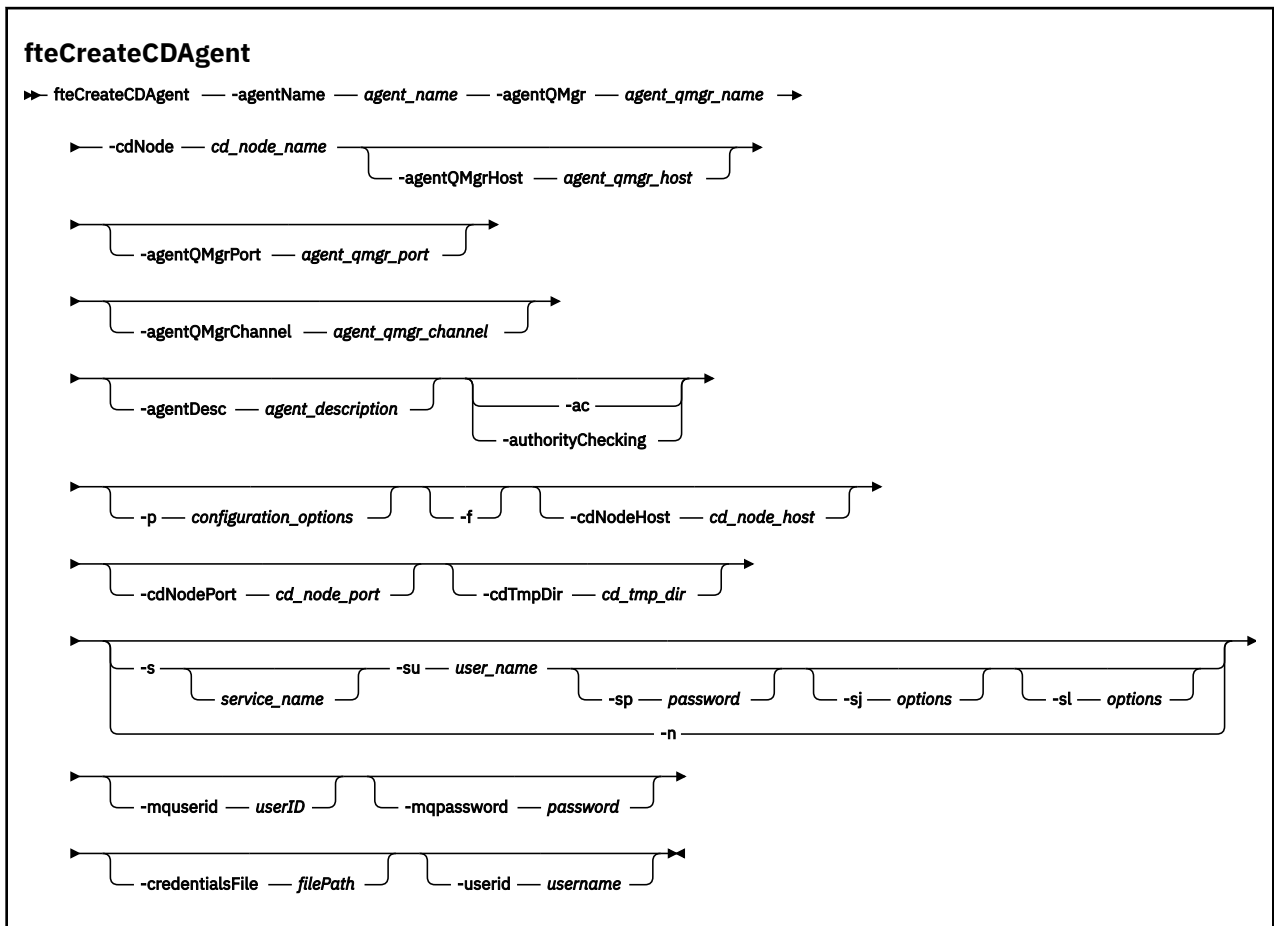 fteCreateCDAgent
fteCreateCDAgent -agentName agent_name -agentQMgr agent_qmgr_name
-cdNode cd_node_name
-agentQMgrHost agent_qmgr_host
-agentQMgrPort agent_qmgr_port
-agentQMgrChannel agent_qmgr_channel
-ac
-agentDesc agent_description
-authorityChecking
-p configuration_options -f -cdNodeHost cd_node_host
-cdNodePort cd_node_port -cdTmpDir cd_tmp_dir
-s -su user_name
service_name -sp password -sj options -sl options
-n
-mquserid userID -mqpassword password
-credentialsFile filePath -userid username